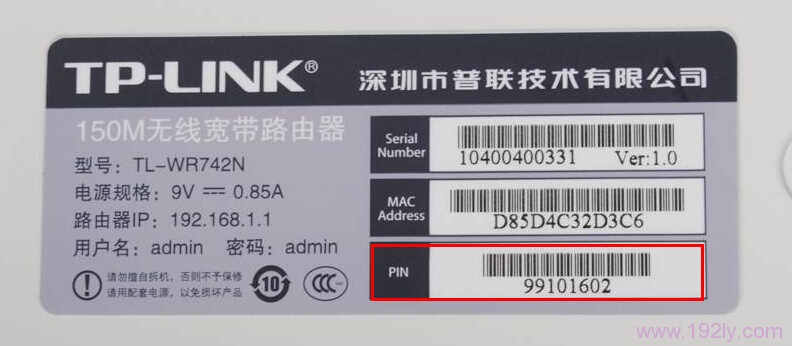 TP-LINK® 深圳市普联技术有限公司
150M无线宽带路由器
型号: TL-WR742N
电源规格: 9V ⎓ 0.85A
路由器IP: 192.168.1.1
用户名: admin 密码: admin
请勿擅自拆机，否则不予保修
请用配套电源，以免损坏产品
10
CCC
Serial
Number
10400400331 Ver:1.0
MAC
Address
D85D4C32D3C6
PIN
99101602
www.192ly.com